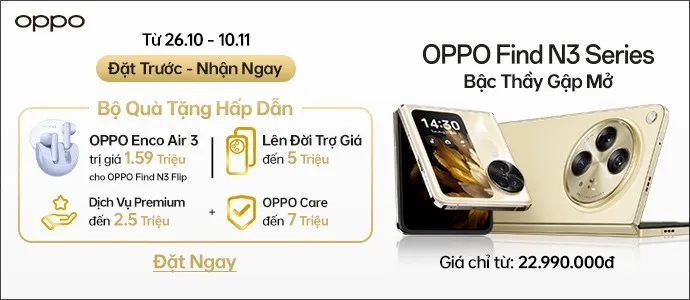 oppo
Từ 26.10 - 10.11
Đặt Trước - Nhận Ngay
Bộ Quà Tặng Hấp Dẫn
OPPO Enco Air 3
trị giá 1.59 Triệu
cho OPPO Find N3 Flip
Lên Đời Trợ Giá
đến 5 Triệu
Dịch Vụ Premium
đến 2.5 Triệu
+
OPPO Care
đến 7 Triệu
Đặt Ngay
OPPO Find N3 Series
Bậc Thầy Gập Mở
14:30
Giá chỉ từ: 22.990.000đ